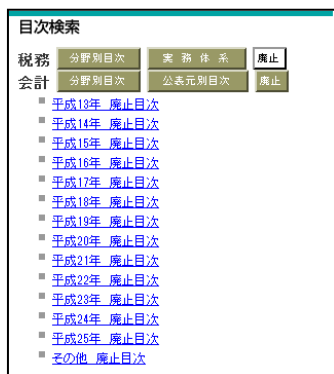 目次検索
税務 分野別目次 実務体系 廃止
会計 分野別目次 公表元別目次 廃止
平成13年 廃止目次
平成14年 廃止目次
平成15年 廃止目次
平成16年 廃止目次
平成17年 廃止目次
平成18年 廃止目次
平成19年 廃止目次
平成20年 廃止目次
平成21年 廃止目次
平成22年 廃止目次
平成23年 廃止目次
平成24年 廃止目次
平成25年 廃止目次
その他 廃止目次